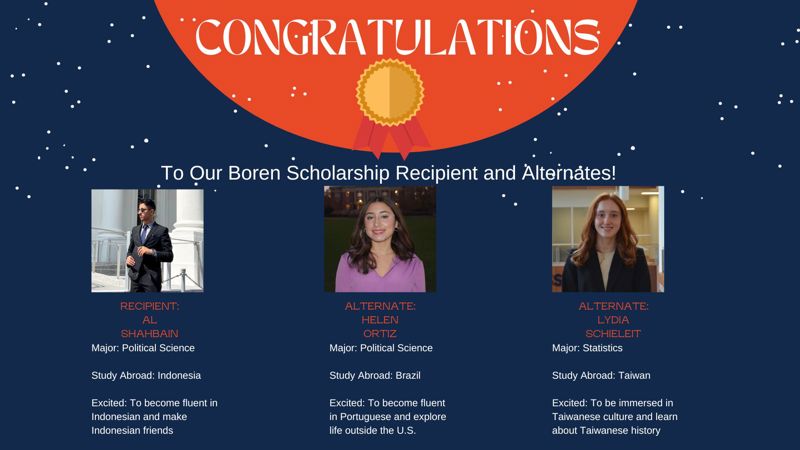 CONGRATULATIONS
To Our Boren Scholarship Recipient and Alternates!
RECIPIENT:
AL
SHAHBAIN
Major: Political Science
Study Abroad: Indonesia
Excited: To become fluent in
Indonesian and make
Indonesian friends
ALTERNATE:
HELEN
ORTIZ
Major: Political Science
Study Abroad: Brazil
Excited: To become fluent
in Portuguese and explore
life outside the U.S.
ALTERNATE:
LYDIA
SCHIELEIT
Major: Statistics
Study Abroad: Taiwan
Excited: To be immersed in
Taiwanese culture and learn
about Taiwanese history